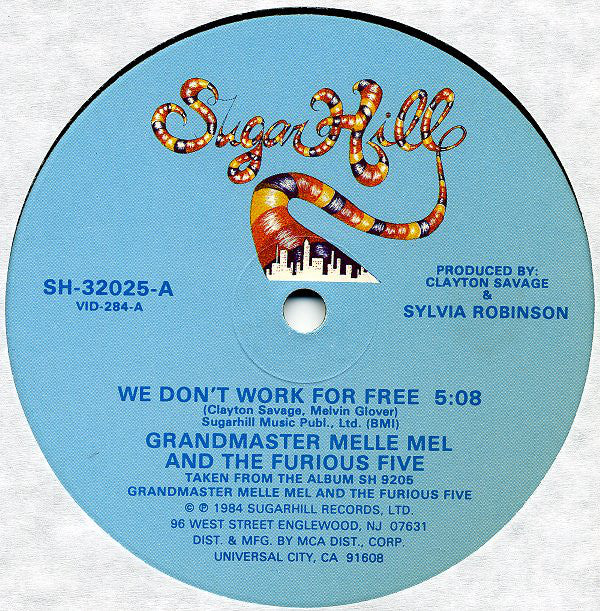 Sugar Hill
SH-32025-A
VID-284-A
PRODUCED BY:
CLAYTON SAVAGE
&
SYLVIA ROBINSON
WE DON'T WORK FOR FREE 5:08
(Clayton Savage, Melvin Glover)
Sugarhill Music Publ., Ltd. (BMI)
GRANDMASTER MELLE MEL
AND THE FURIOUS FIVE
TAKEN FROM THE ALBUM SH 9205
GRANDMASTER MELLE MEL AND THE FURIOUS FIVE
© ℗ 1984 SUGARHILL RECORDS, LTD.
96 WEST STREET ENGLEWOOD, NJ 07631
DIST. & MFG. BY MCA DIST., CORP.
UNIVERSAL CITY, CA 91608